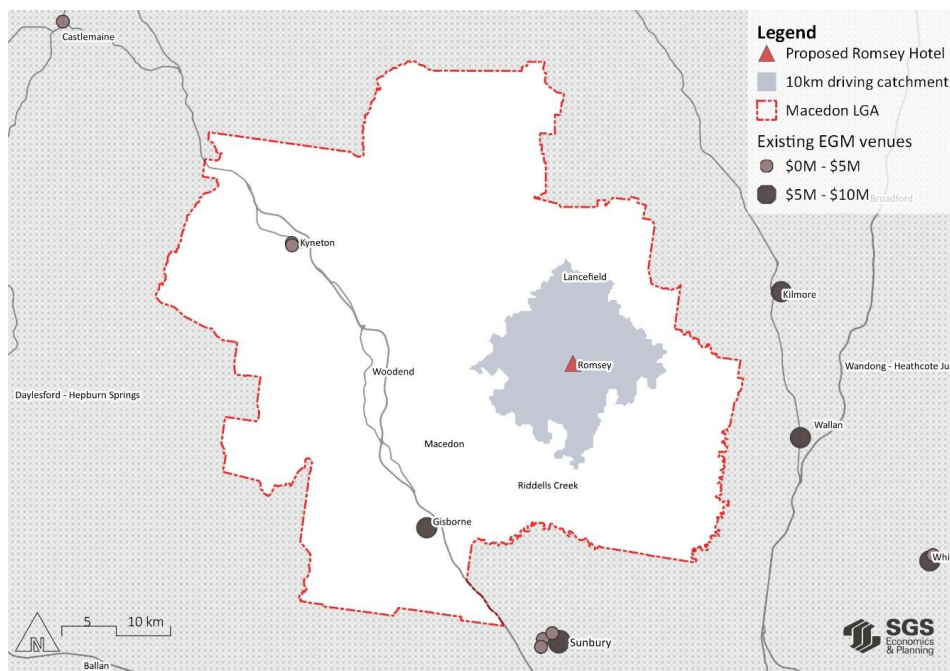 Castlemaine
Legend
Proposed Romsey Hotel
10km driving catchment
Macedon LGA
Existing EGM venues
$0M - $5M
$5M - $10M
Broadford
Kyneton
Lancefield
Kilmore
Romsey
Woodend
Wandong - Heathcote Ju
Daylesford - Hepburn Springs
Wallan
Macedon
Riddells Creek
Gisborne
Whi
5 10 km
N
Sunbury
SGS
Economics
& Planning
Ballan